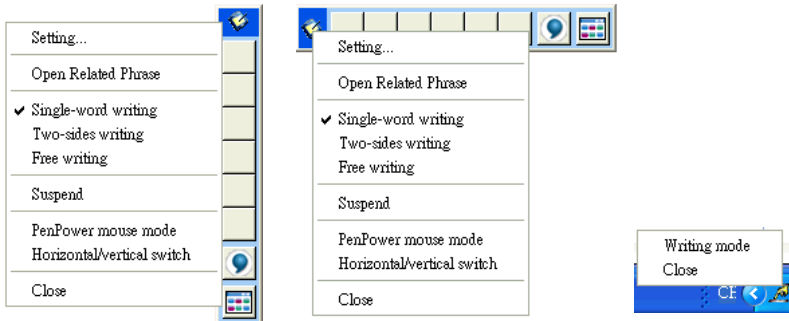 Setting...
Open Related Phrase
Single-word writing
Two-sides writing
Free writing
Suspend
PenPower mouse mode
Horizontal/vertical switch
Close
Setting...
Open Related Phrase
Single-word writing
Two-sides writing
Free writing
Suspend
PenPower mouse mode
Horizontal/vertical switch
Close
Writing mode
Close